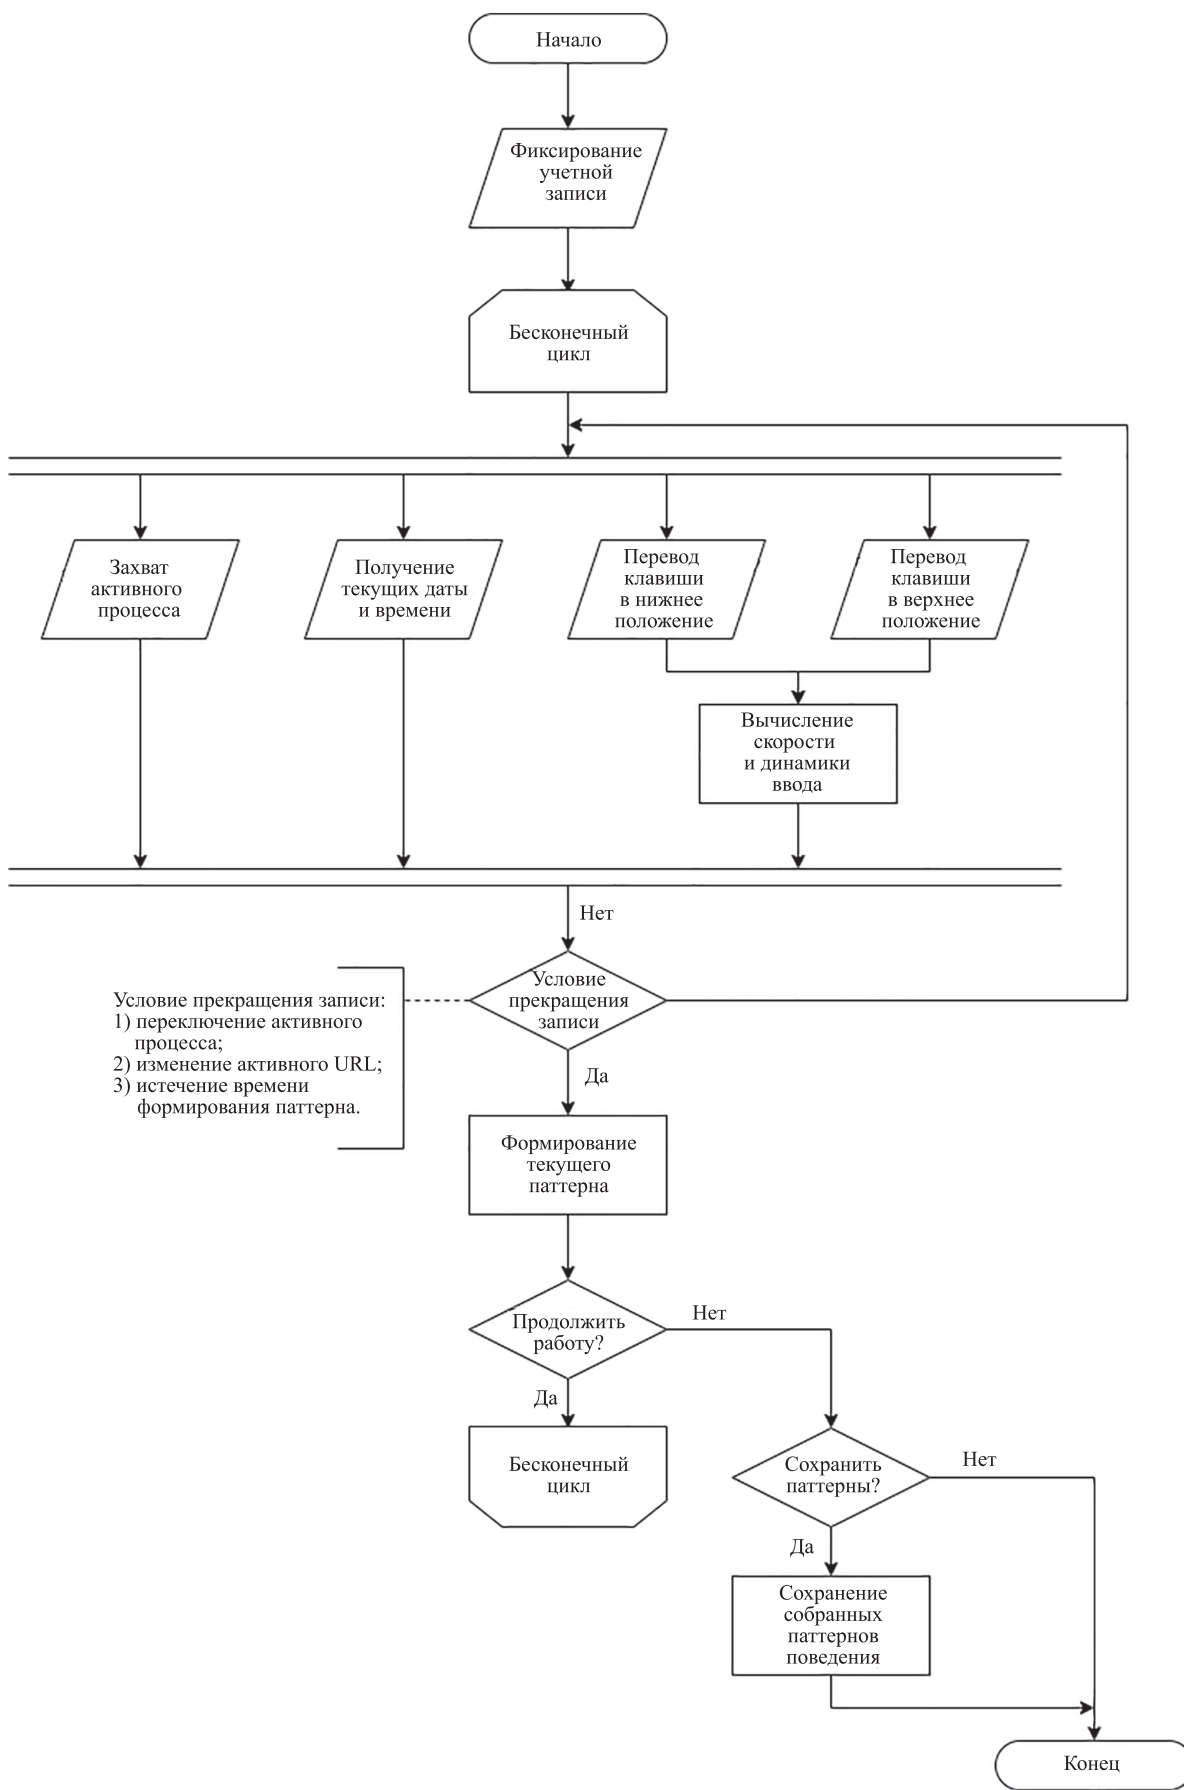 Начало
Фиксирование
учетной
записи
Бесконечный
цикл
Захват
активного
процесса
Получение
текущих даты
и времени
Перевод
клавиши
в нижнее
положение
Перевод
клавиши
в верхнее
положение
Вычисление
скорости
и динамики
ввода
Нет
Условие
прекращения
записи
Условие прекращения записи:
1) переключение активного
процесса;
2) изменение активного URL;
3) истечение времени
формирования паттерна.
Да
Формирование
текущего
паттерна
Продолжить
работу?
Нет
Да
Бесконечный
цикл
Сохранить
паттерны?
Нет
Да
Сохранение
собранных
паттернов
поведения
Конец